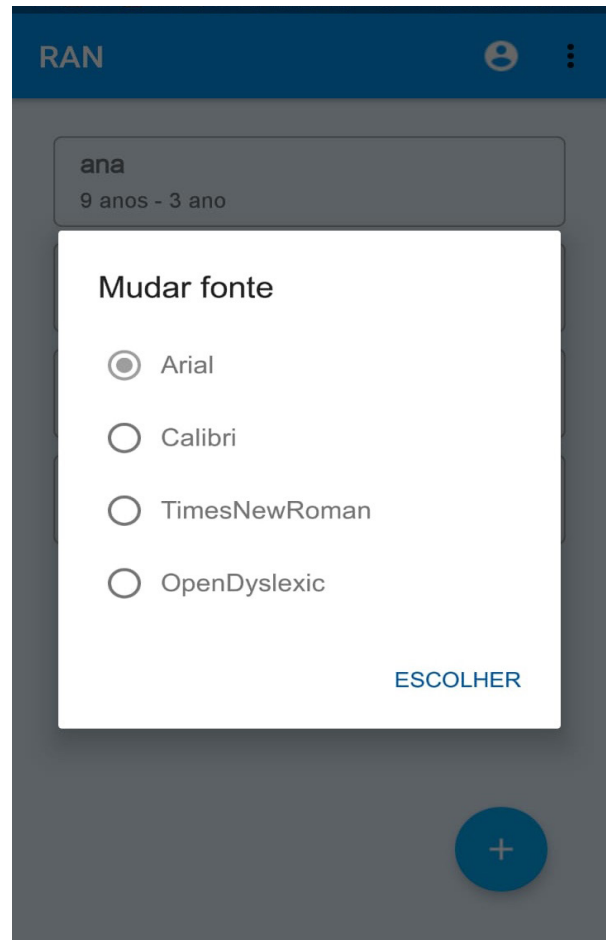 RAN
ana
9 anos - 3 ano
Mudar fonte
Arial
Calibri
TimesNewRoman
OpenDyslexic
ESCOLHER
+